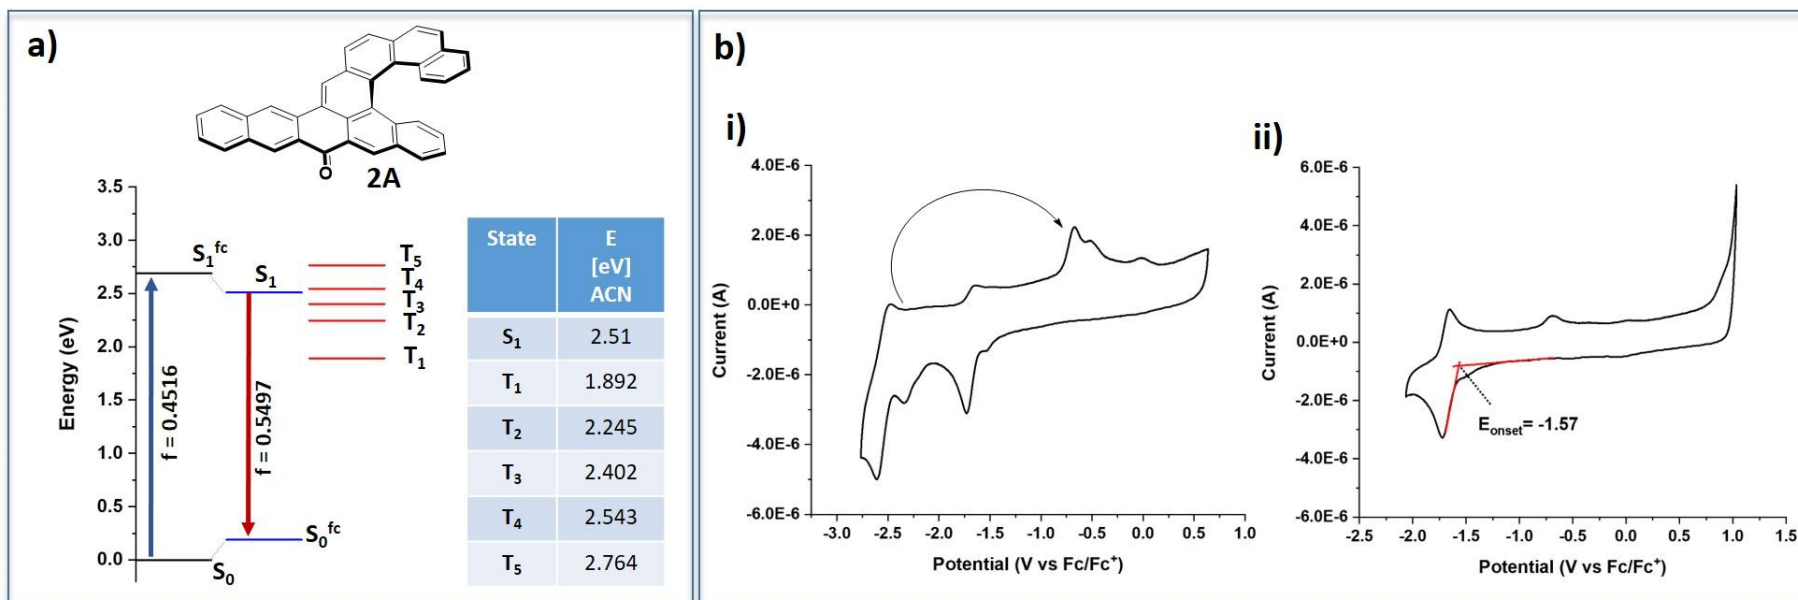 a)
O
2A
3.5
3.0
2.5
2.0
1.5
1.0
0.5
0.0
Energy (eV)
S1^fc
S1
f = 0.4516
f = 0.5497
S0
S0^fc
T5
T4
T3
T2
T1
State E [eV] ACN
S1 2.51
T1 1.892
T2 2.245
T3 2.402
T4 2.543
T5 2.764
b)
i)
4.0E-6
2.0E-6
0.0E+0
-2.0E-6
-4.0E-6
-6.0E-6
Current (A)
-3.0 -2.5 -2.0 -1.5 -1.0 -0.5 0.0 0.5 1.0
Potential (V vs Fc/Fc+)
ii)
6.0E-6
4.0E-6
2.0E-6
0.0E+0
-2.0E-6
-4.0E-6
-6.0E-6
Current (A)
Eonset= -1.57
-2.5 -2.0 -1.5 -1.0 -0.5 0.0 0.5 1.0 1.5
Potential (V vs Fc/Fc+)